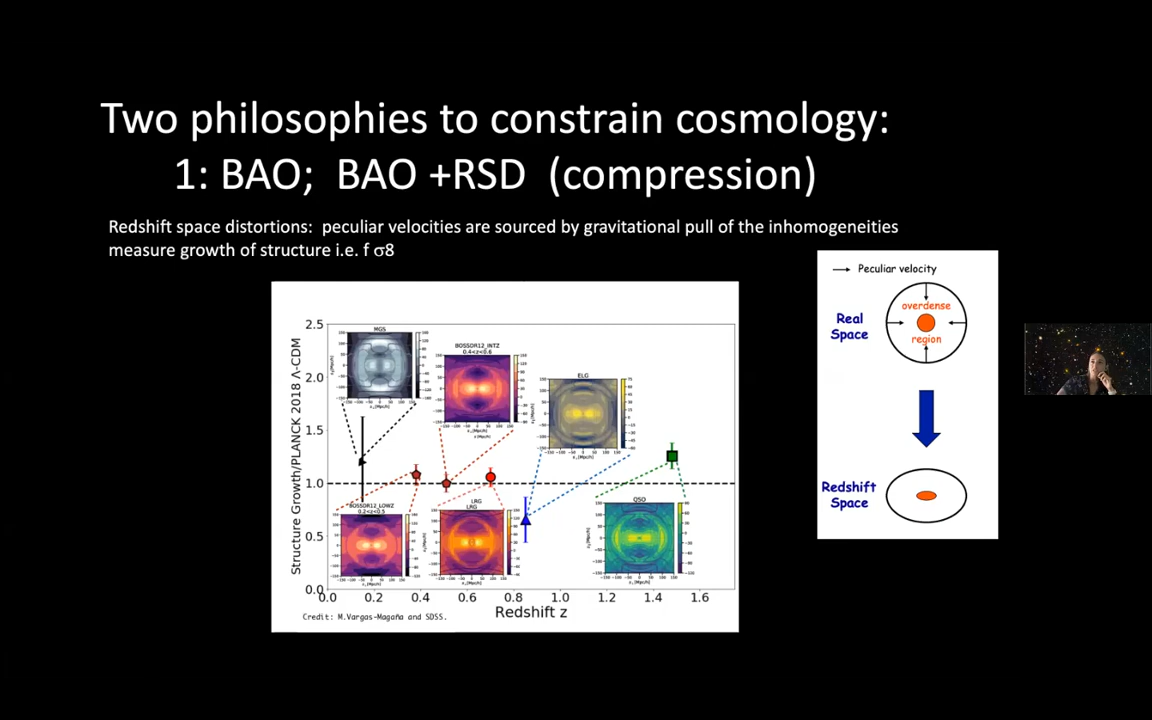 Two philosophies to constrain cosmology:
1: BAO; BAO +RSD (compression)
Redshift space distortions: peculiar velocities are sourced by gravitational pull of the inhomogeneities
measure growth of structure i.e. f σ8
Structure Growth/PLANCK 2018 Λ-CDM
2.5
2.0
1.5
1.0
0.5
0.0
MGS
BOSSDR12_INTZ
0.4<z<0.6
ELG
BOSSDR12_LOWZ
0.2<z<0.5
LRG
LRG
QSO
0.0 0.2 0.4 0.6 0.8 1.0 1.2 1.4 1.6
Redshift z
Credit: M.Vargas-Magaña and SDSS.
Peculiar velocity
Real
Space
overdense
region
Redshift
Space